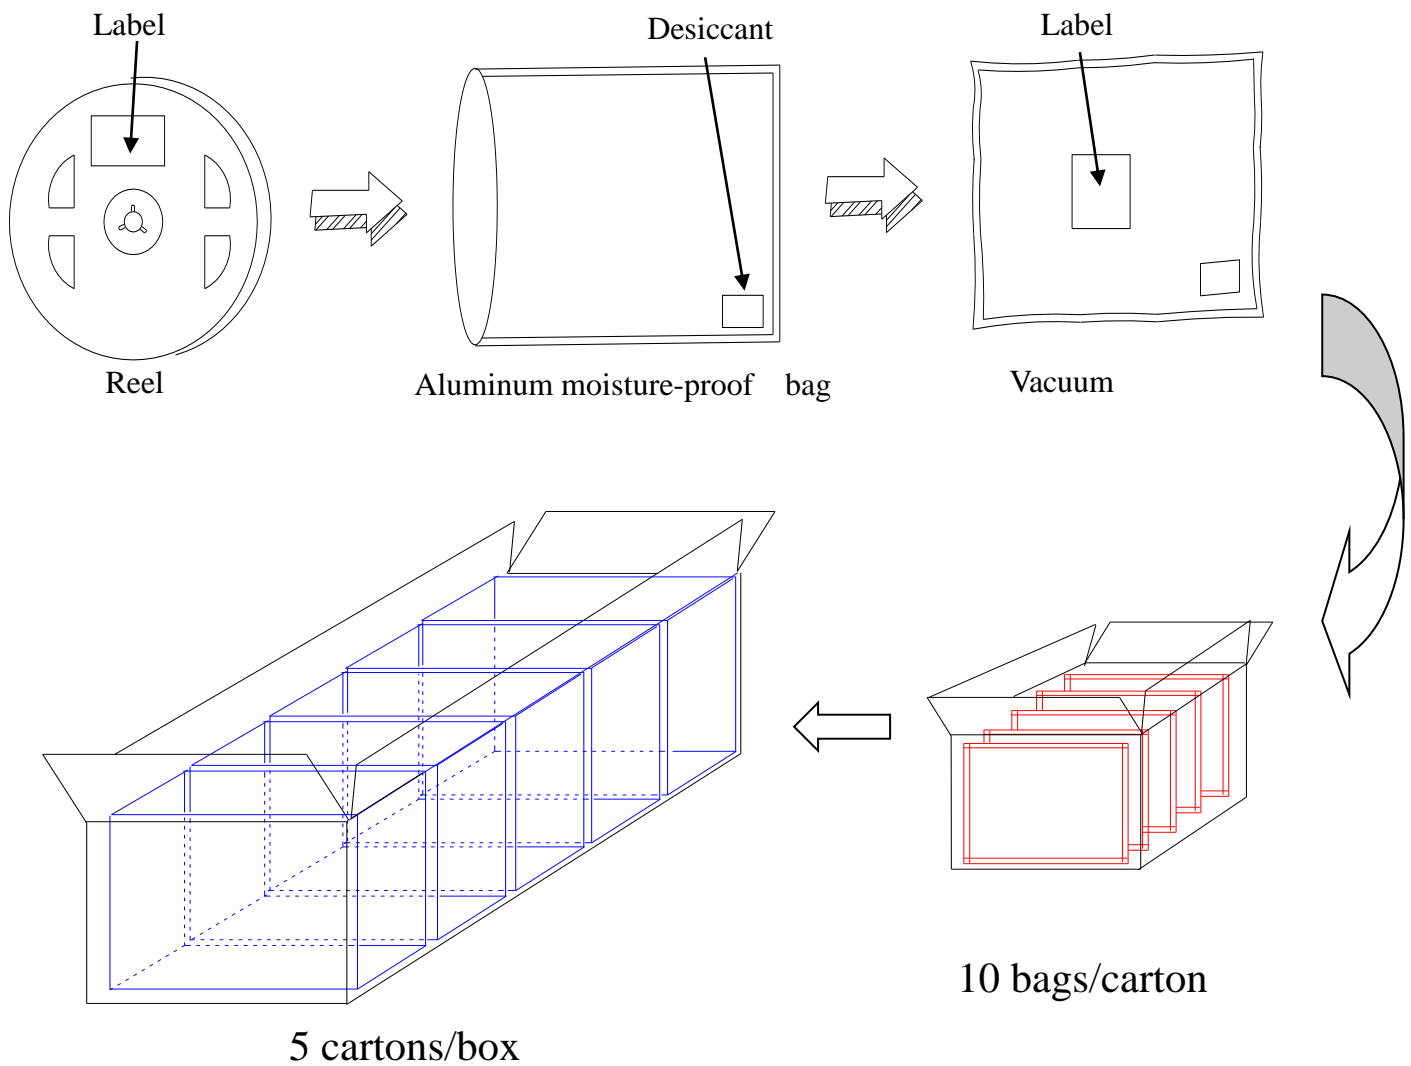 Label
Desiccant
Label
Reel
Aluminum moisture-proof bag
Vacuum
10 bags/carton
5 cartons/box